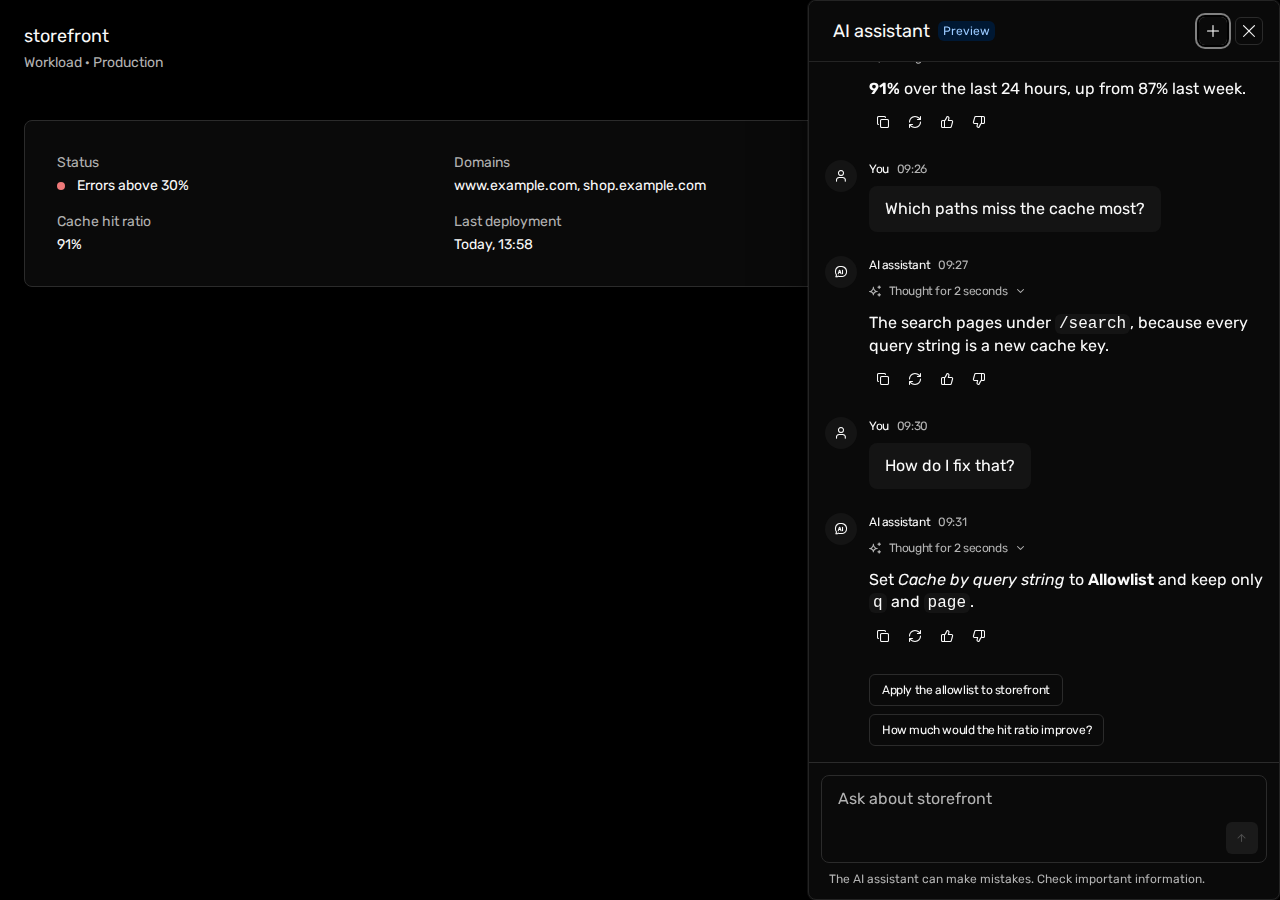 storefront
Workload • Production
Status
Errors above 30%
Domains
www.example.com, shop.example.com
Cache hit ratio
91%
Last deployment
Today, 13:58
AI assistant
Preview
91% over the last 24 hours, up from 87% last week.
You 09:26
Which paths miss the cache most?
AI assistant 09:27
Thought for 2 seconds
The search pages under /search, because every
query string is a new cache key.
You 09:30
How do I fix that?
AI assistant 09:31
Thought for 2 seconds
Set Cache by query string to Allowlist and keep only
q and page.
Apply the allowlist to storefront
How much would the hit ratio improve?
Ask about storefront
The AI assistant can make mistakes. Check important information.